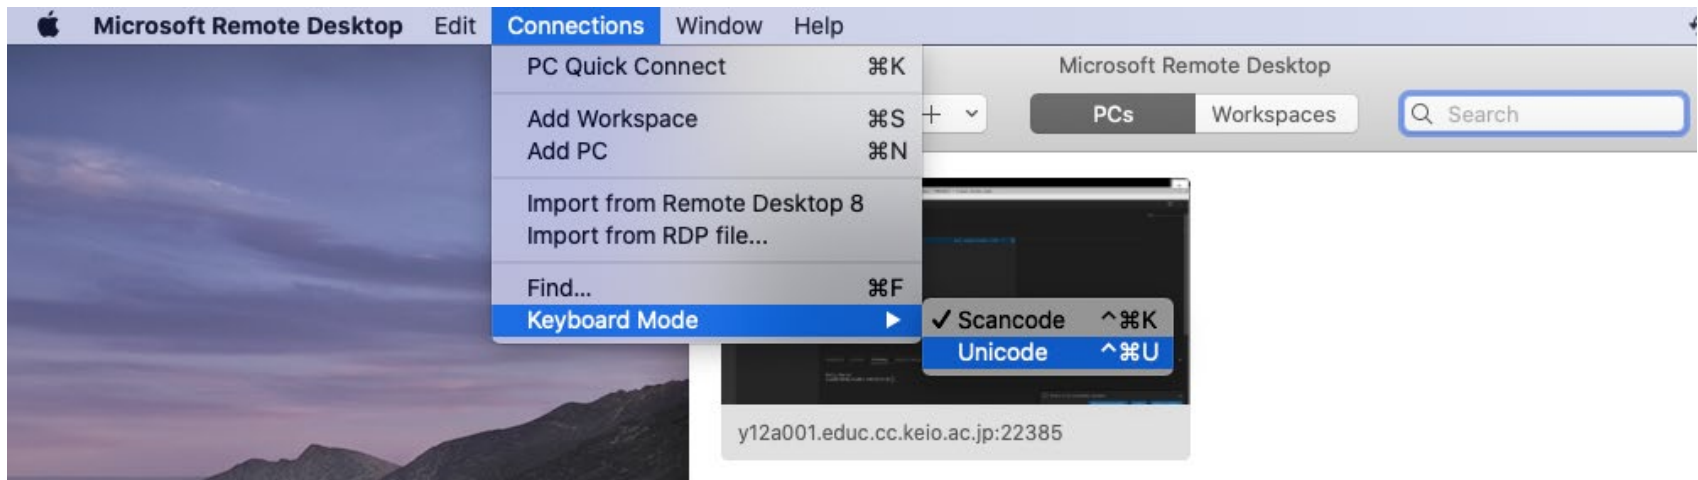 Microsoft Remote Desktop Edit Connections Window Help
PC Quick Connect ⌘K
Microsoft Remote Desktop
Add Workspace ⌘S
Add PC ⌘N
+ PCs Workspaces Search
Import from Remote Desktop 8
Import from RDP file...
Find... ⌘F
Keyboard Mode ▶
✓ Scancode ^⌘K
Unicode ^⌘U
y12a001.educ.cc.keio.ac.jp:22385